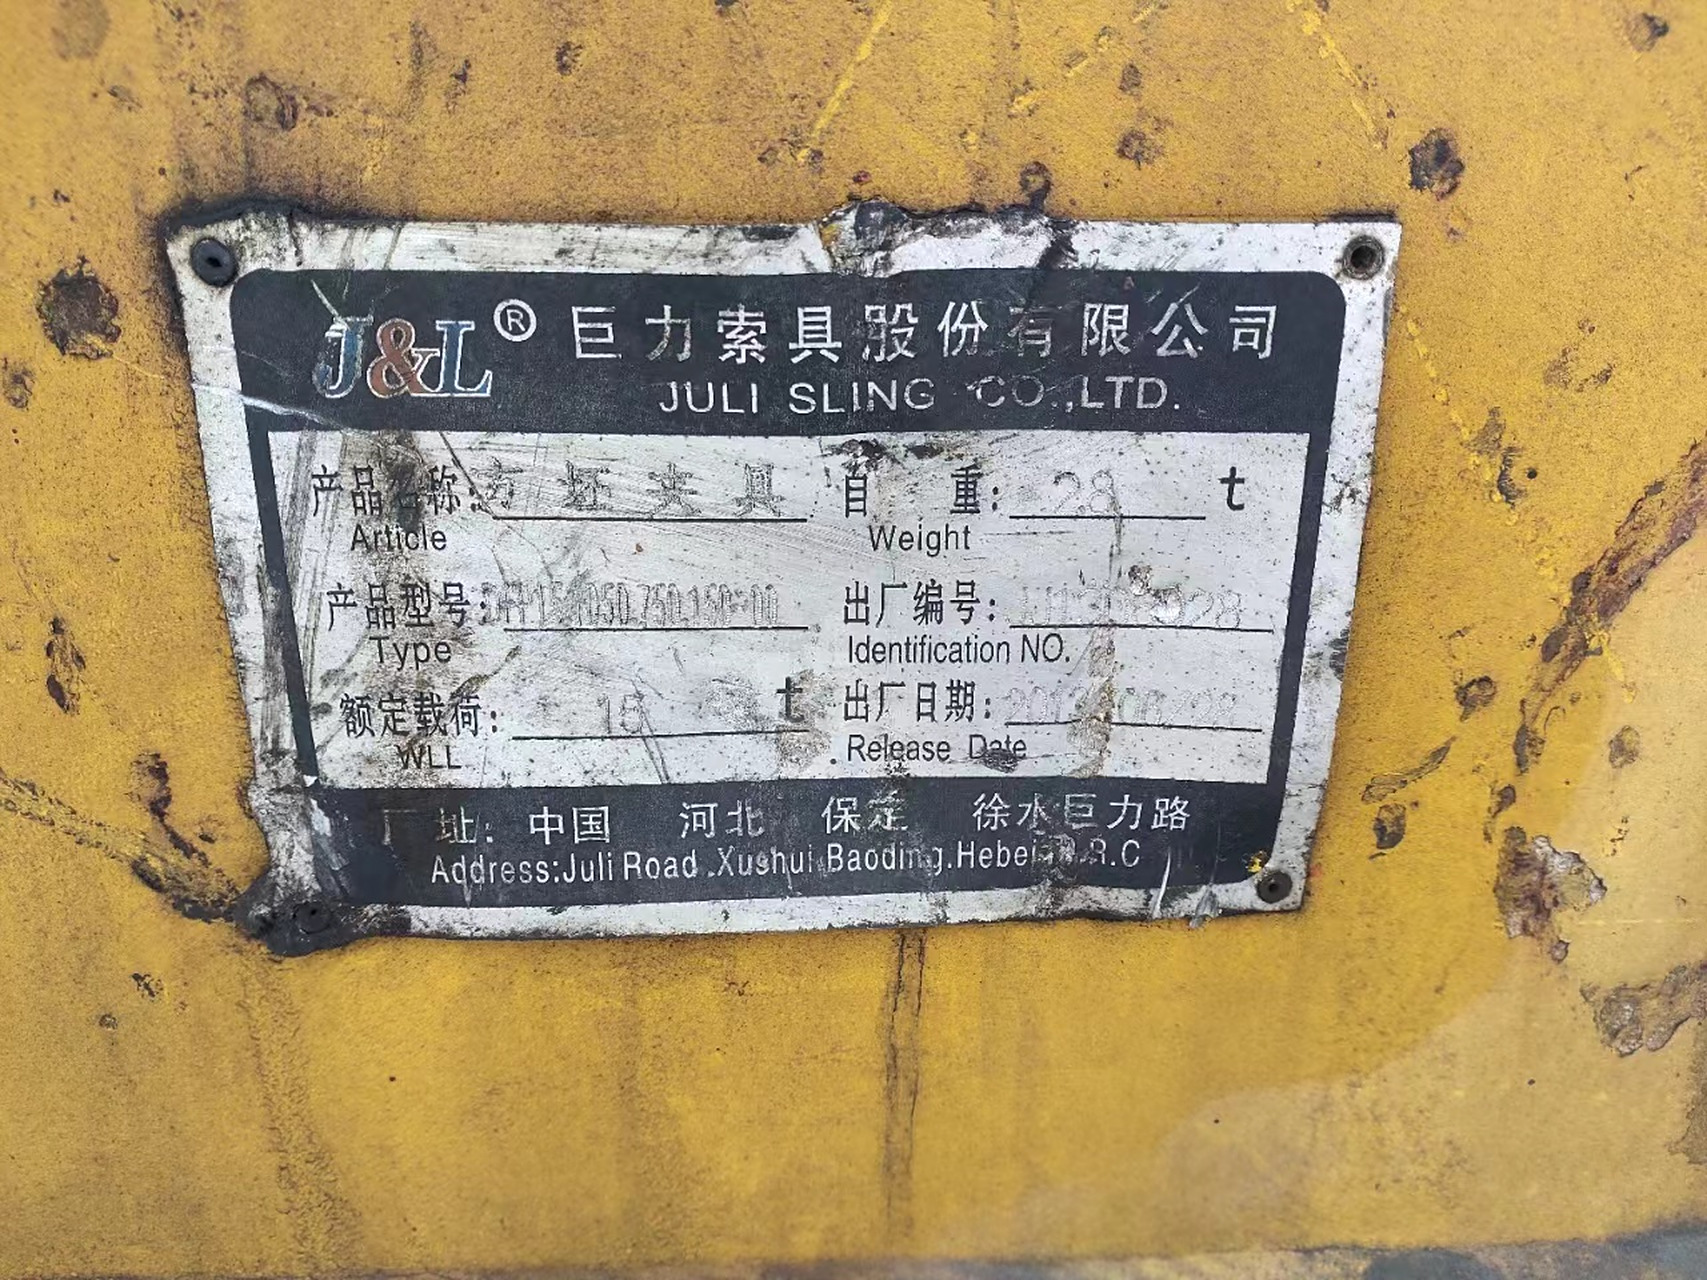 J&L® 巨力索具股份有限公司
JULI SLING CO.,LTD.
产品名称: 方坯夹具 自 重: 28 t
Article Weight
产品型号: 出厂编号:
Type Identification NO.
额定载荷: 15 t 出厂日期:
WLL Release Date
厂址: 中国 河北 保定 徐水巨力路
Address:Juli Road.Xushui.Baoding.Hebei.P.R.C